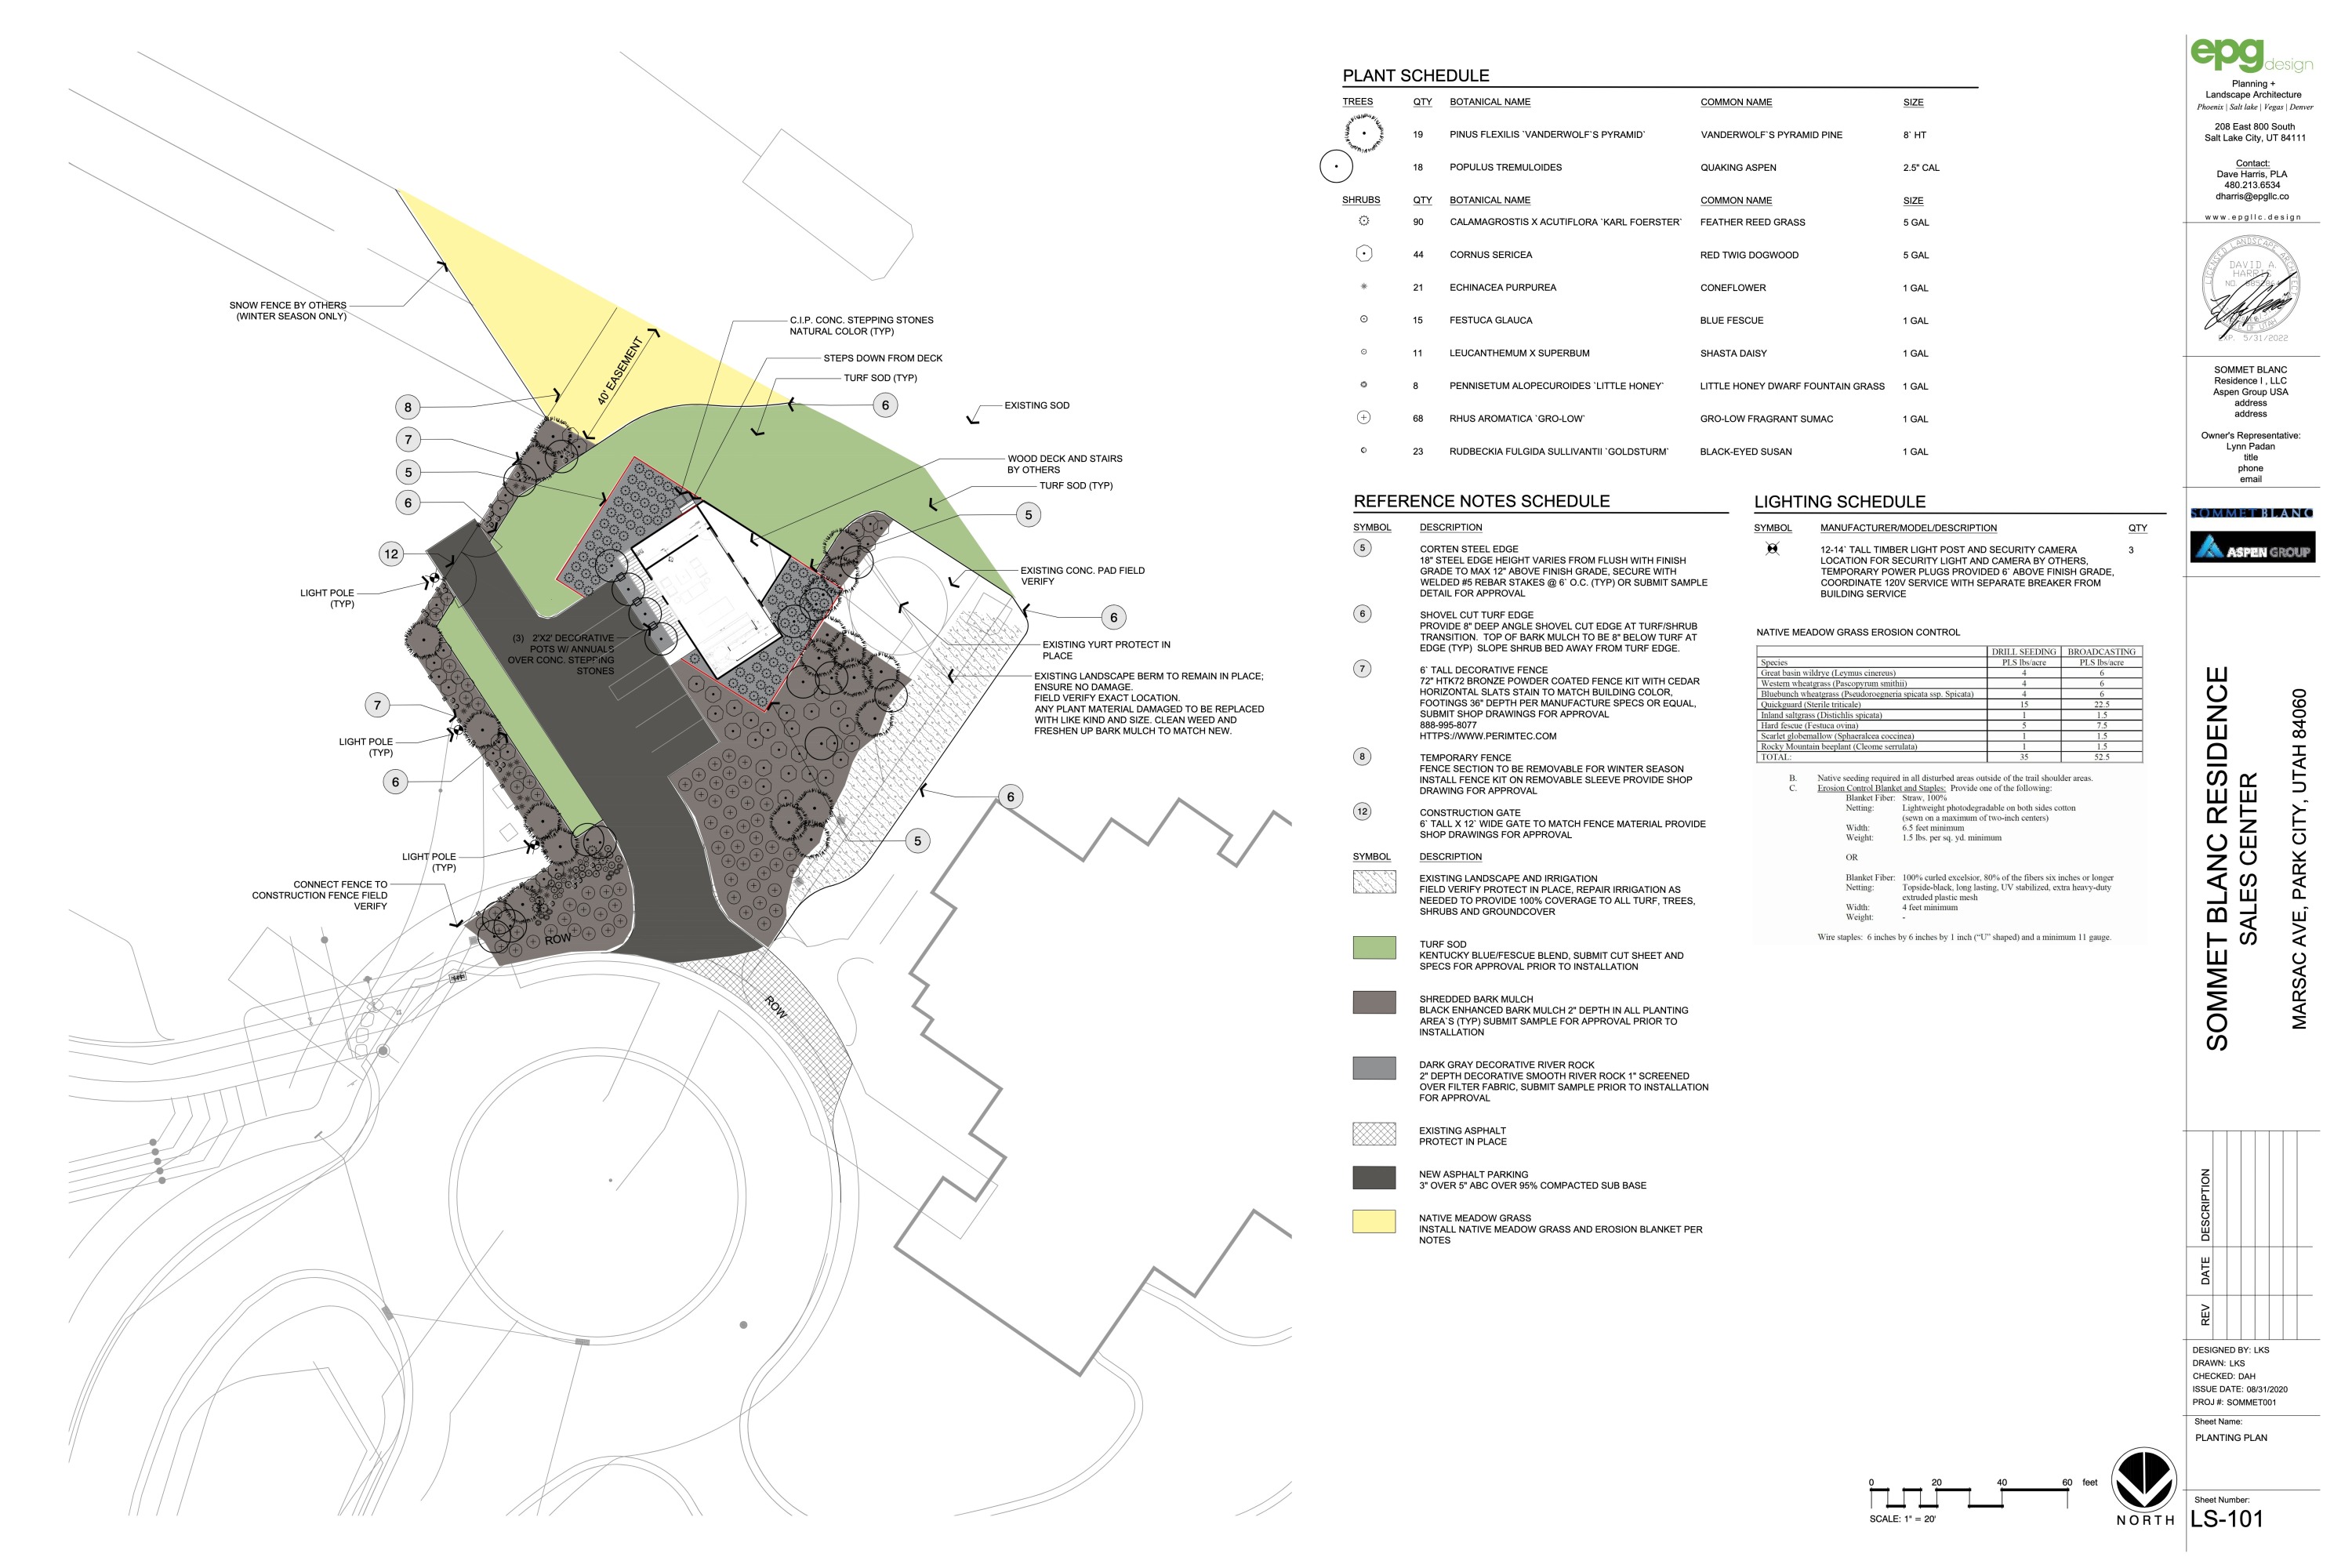 SNOW FENCE BY OTHERS
(WINTER SEASON ONLY)
40' EASEMENT
C.I.P. CONC. STEPPING STONES
NATURAL COLOR (TYP)
STEPS DOWN FROM DECK
TURF SOD (TYP)
6
EXISTING SOD
8
7
5
6
12
WOOD DECK AND STAIRS
BY OTHERS
TURF SOD (TYP)
5
EXISTING CONC. PAD FIELD
VERIFY
6
LIGHT POLE
(TYP)
(3) 2'X2' DECORATIVE
POTS W/ ANNUALS
OVER CONC. STEPPING
STONES
EXISTING YURT PROTECT IN
PLACE
EXISTING LANDSCAPE BERM TO REMAIN IN PLACE;
ENSURE NO DAMAGE.
FIELD VERIFY EXACT LOCATION.
ANY PLANT MATERIAL DAMAGED TO BE REPLACED
WITH LIKE KIND AND SIZE. CLEAN WEED AND
FRESHEN UP BARK MULCH TO MATCH NEW.
7
LIGHT POLE
(TYP)
6
6
5
LIGHT POLE
(TYP)
CONNECT FENCE TO
CONSTRUCTION FENCE FIELD
VERIFY
ROW
ROW
PLANT SCHEDULE
TREES QTY BOTANICAL NAME COMMON NAME SIZE
19 PINUS FLEXILIS `VANDERWOLF`S PYRAMID` VANDERWOLF`S PYRAMID PINE 8` HT
18 POPULUS TREMULOIDES QUAKING ASPEN 2.5" CAL
SHRUBS QTY BOTANICAL NAME COMMON NAME SIZE
90 CALAMAGROSTIS X ACUTIFLORA `KARL FOERSTER` FEATHER REED GRASS 5 GAL
44 CORNUS SERICEA RED TWIG DOGWOOD 5 GAL
21 ECHINACEA PURPUREA CONEFLOWER 1 GAL
15 FESTUCA GLAUCA BLUE FESCUE 1 GAL
11 LEUCANTHEMUM X SUPERBUM SHASTA DAISY 1 GAL
8 PENNISETUM ALOPECUROIDES `LITTLE HONEY` LITTLE HONEY DWARF FOUNTAIN GRASS 1 GAL
68 RHUS AROMATICA `GRO-LOW` GRO-LOW FRAGRANT SUMAC 1 GAL
23 RUDBECKIA FULGIDA SULLIVANTII `GOLDSTURM` BLACK-EYED SUSAN 1 GAL
REFERENCE NOTES SCHEDULE
SYMBOL DESCRIPTION
5 CORTEN STEEL EDGE
18" STEEL EDGE HEIGHT VARIES FROM FLUSH WITH FINISH
GRADE TO MAX 12" ABOVE FINISH GRADE, SECURE WITH
WELDED #5 REBAR STAKES @ 6` O.C. (TYP) OR SUBMIT SAMPLE
DETAIL FOR APPROVAL
6 SHOVEL CUT TURF EDGE
PROVIDE 8" DEEP ANGLE SHOVEL CUT EDGE AT TURF/SHRUB
TRANSITION. TOP OF BARK MULCH TO BE 8" BELOW TURF AT
EDGE (TYP) SLOPE SHRUB BED AWAY FROM TURF EDGE.
7 6` TALL DECORATIVE FENCE
72" HTK72 BRONZE POWDER COATED FENCE KIT WITH CEDAR
HORIZONTAL SLATS STAIN TO MATCH BUILDING COLOR,
FOOTINGS 36" DEPTH PER MANUFACTURE SPECS OR EQUAL,
SUBMIT SHOP DRAWINGS FOR APPROVAL
888-995-8077
HTTPS://WWW.PERIMTEC.COM
8 TEMPORARY FENCE
FENCE SECTION TO BE REMOVABLE FOR WINTER SEASON
INSTALL FENCE KIT ON REMOVABLE SLEEVE PROVIDE SHOP
DRAWING FOR APPROVAL
12 CONSTRUCTION GATE
6` TALL X 12` WIDE GATE TO MATCH FENCE MATERIAL PROVIDE
SHOP DRAWINGS FOR APPROVAL
SYMBOL DESCRIPTION
EXISTING LANDSCAPE AND IRRIGATION
FIELD VERIFY PROTECT IN PLACE, REPAIR IRRIGATION AS
NEEDED TO PROVIDE 100% COVERAGE TO ALL TURF, TREES,
SHRUBS AND GROUNDCOVER
TURF SOD
KENTUCKY BLUE/FESCUE BLEND, SUBMIT CUT SHEET AND
SPECS FOR APPROVAL PRIOR TO INSTALLATION
SHREDDED BARK MULCH
BLACK ENHANCED BARK MULCH 2" DEPTH IN ALL PLANTING
AREA`S (TYP) SUBMIT SAMPLE FOR APPROVAL PRIOR TO
INSTALLATION
DARK GRAY DECORATIVE RIVER ROCK
2" DEPTH DECORATIVE SMOOTH RIVER ROCK 1" SCREENED
OVER FILTER FABRIC, SUBMIT SAMPLE PRIOR TO INSTALLATION
FOR APPROVAL
EXISTING ASPHALT
PROTECT IN PLACE
NEW ASPHALT PARKING
3" OVER 5" ABC OVER 95% COMPACTED SUB BASE
NATIVE MEADOW GRASS
INSTALL NATIVE MEADOW GRASS AND EROSION BLANKET PER
NOTES
LIGHTING SCHEDULE
SYMBOL MANUFACTURER/MODEL/DESCRIPTION QTY
12-14` TALL TIMBER LIGHT POST AND SECURITY CAMERA 3
LOCATION FOR SECURITY LIGHT AND CAMERA BY OTHERS,
TEMPORARY POWER PLUGS PROVIDED 6` ABOVE FINISH GRADE,
COORDINATE 120V SERVICE WITH SEPARATE BREAKER FROM
BUILDING SERVICE
NATIVE MEADOW GRASS EROSION CONTROL
DRILL SEEDING BROADCASTING
Species PLS lbs/acre PLS lbs/acre
Great basin wildrye (Leymus cinereus) 4 6
Western wheatgrass (Pascopyrum smithii) 4 6
Bluebunch wheatgrass (Pseudoroegneria spicata ssp. Spicata) 4 6
Quickguard (Sterile triticale) 15 22.5
Inland saltgrass (Distichlis spicata) 1 1.5
Hard fescue (Festuca ovina) 5 7.5
Scarlet globemallow (Sphaeralcea coccinea) 1 1.5
Rocky Mountain beeplant (Cleome serrulata) 1 1.5
TOTAL: 35 52.5
B. Native seeding required in all disturbed areas outside of the trail shoulder areas.
C. Erosion Control Blanket and Staples: Provide one of the following:
Blanket Fiber: Straw, 100%
Netting: Lightweight photodegradable on both sides cotton
(sewn on a maximum of two-inch centers)
Width: 6.5 feet minimum
Weight: 1.5 lbs. per sq. yd. minimum
OR
Blanket Fiber: 100% curled excelsior, 80% of the fibers six inches or longer
Netting: Topside-black, long lasting, UV stabilized, extra heavy-duty
extruded plastic mesh
Width: 4 feet minimum
Weight: -
Wire staples: 6 inches by 6 inches by 1 inch ("U" shaped) and a minimum 11 gauge.
0 20 40 60 feet
SCALE: 1" = 20'
NORTH
epg design
Planning +
Landscape Architecture
Phoenix | Salt lake | Vegas | Denver
208 East 800 South
Salt Lake City, UT 84111
Contact:
Dave Harris, PLA
480.213.6534
dharris@epgllc.co
www.epgllc.design
LICENSED LANDSCAPE ARCHITECT
DAVID A.
HARRIS
NO.
OF UTAH
EXP. 5/31/2022
SOMMET BLANC
Residence I , LLC
Aspen Group USA
address
address
Owner's Representative:
Lynn Padan
title
phone
email
SOMMET BLANC
ASPEN GROUP
SOMMET BLANC RESIDENCE
SALES CENTER
MARSAC AVE, PARK CITY, UTAH 84060
REV DATE DESCRIPTION
DESIGNED BY: LKS
DRAWN: LKS
CHECKED: DAH
ISSUE DATE: 08/31/2020
PROJ #: SOMMET001
Sheet Name:
PLANTING PLAN
Sheet Number:
LS-101